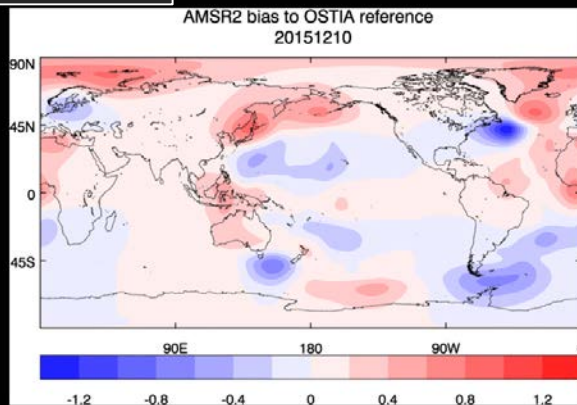 AMSR2 bias to OSTIA reference
20151210
90N
45N
0
45S
90E 180 90W
-1.2 -0.8 -0.4 0 0.4 0.8 1.2